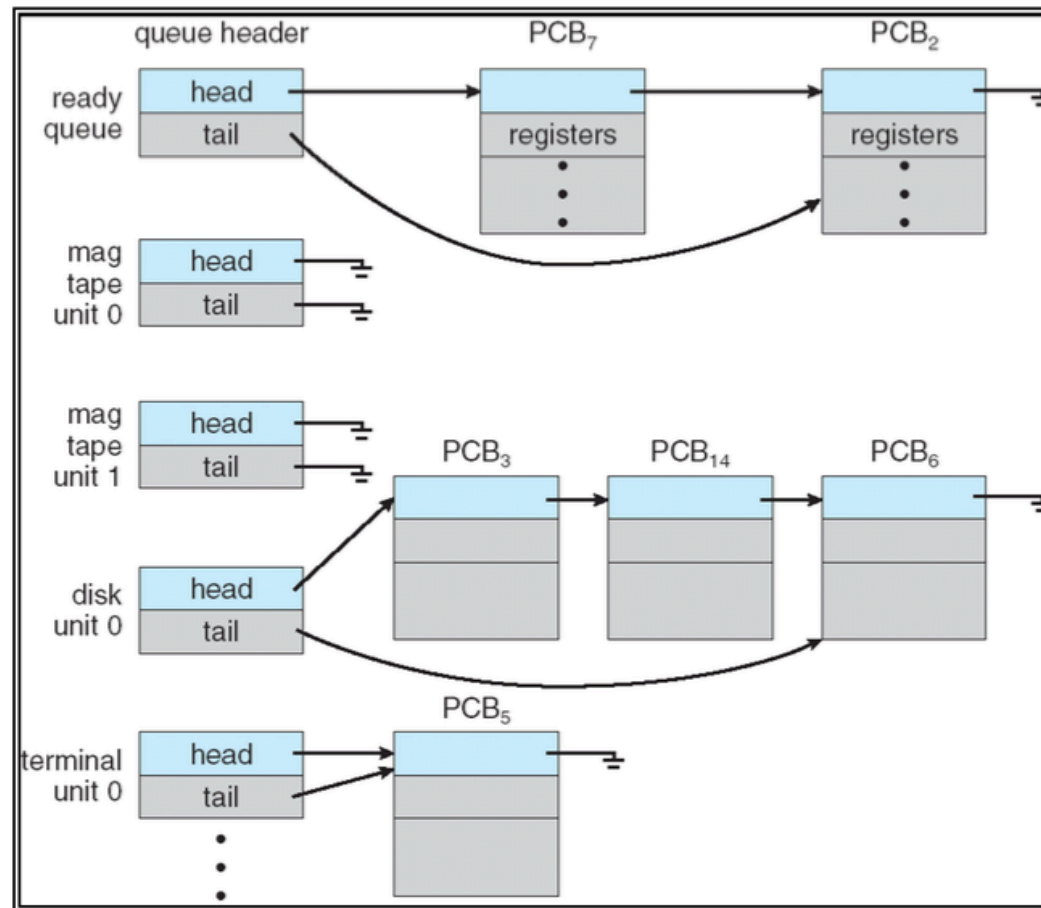 queue header
PCB₇
PCB₂
ready
queue
head
tail
registers
registers
mag
tape
unit 0
head
tail
mag
tape
unit 1
head
tail
PCB₃
PCB₁₄
PCB₆
disk
unit 0
head
tail
PCB₅
terminal
unit 0
head
tail